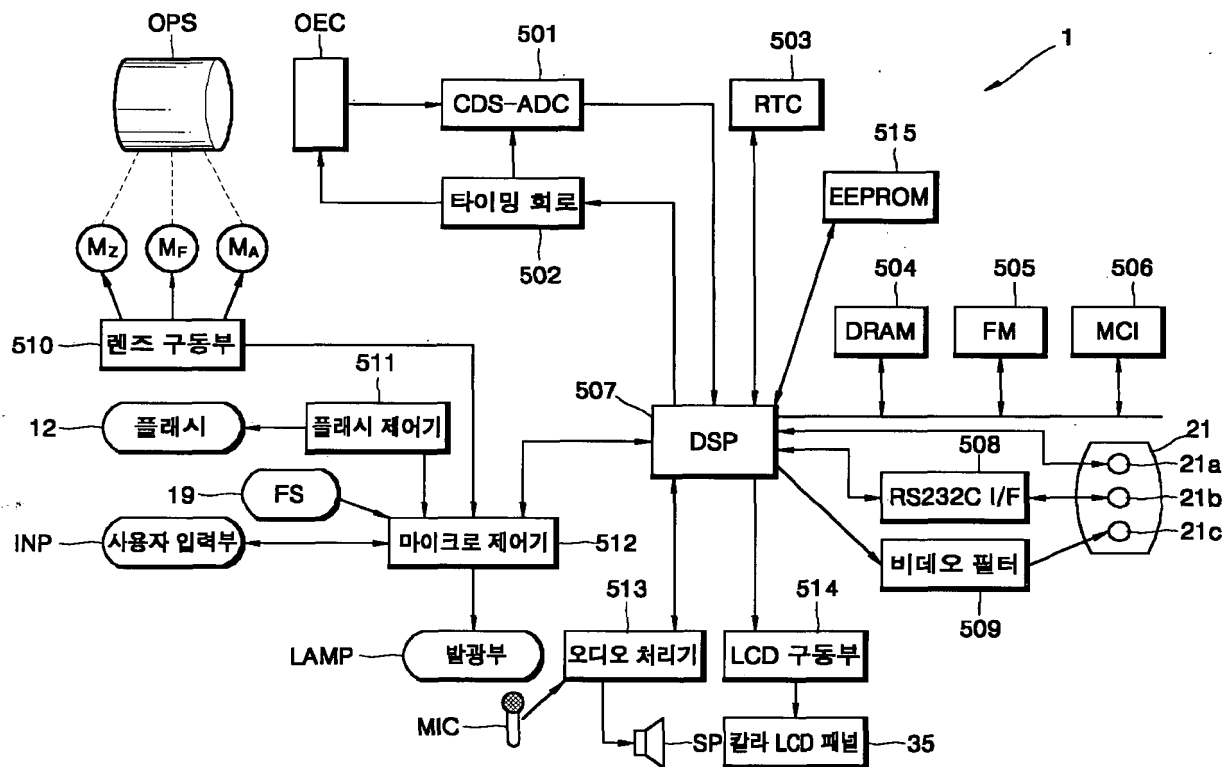 OPS
OEC
501
503
1
CDS-ADC
RTC
515
EEPROM
타이밍 회로
502
MZ
MF
MA
504
505
506
DRAM
FM
MCI
510
렌즈 구동부
511
507
12
플래시
플래시 제어기
DSP
508
21
21a
19
FS
RS232C I/F
21b
INP
사용자 입력부
마이크로 제어기
512
21c
비디오 필터
513
514
509
LAMP
발광부
오디오 처리기
LCD 구동부
MIC
SP
칼라 LCD 패널
35